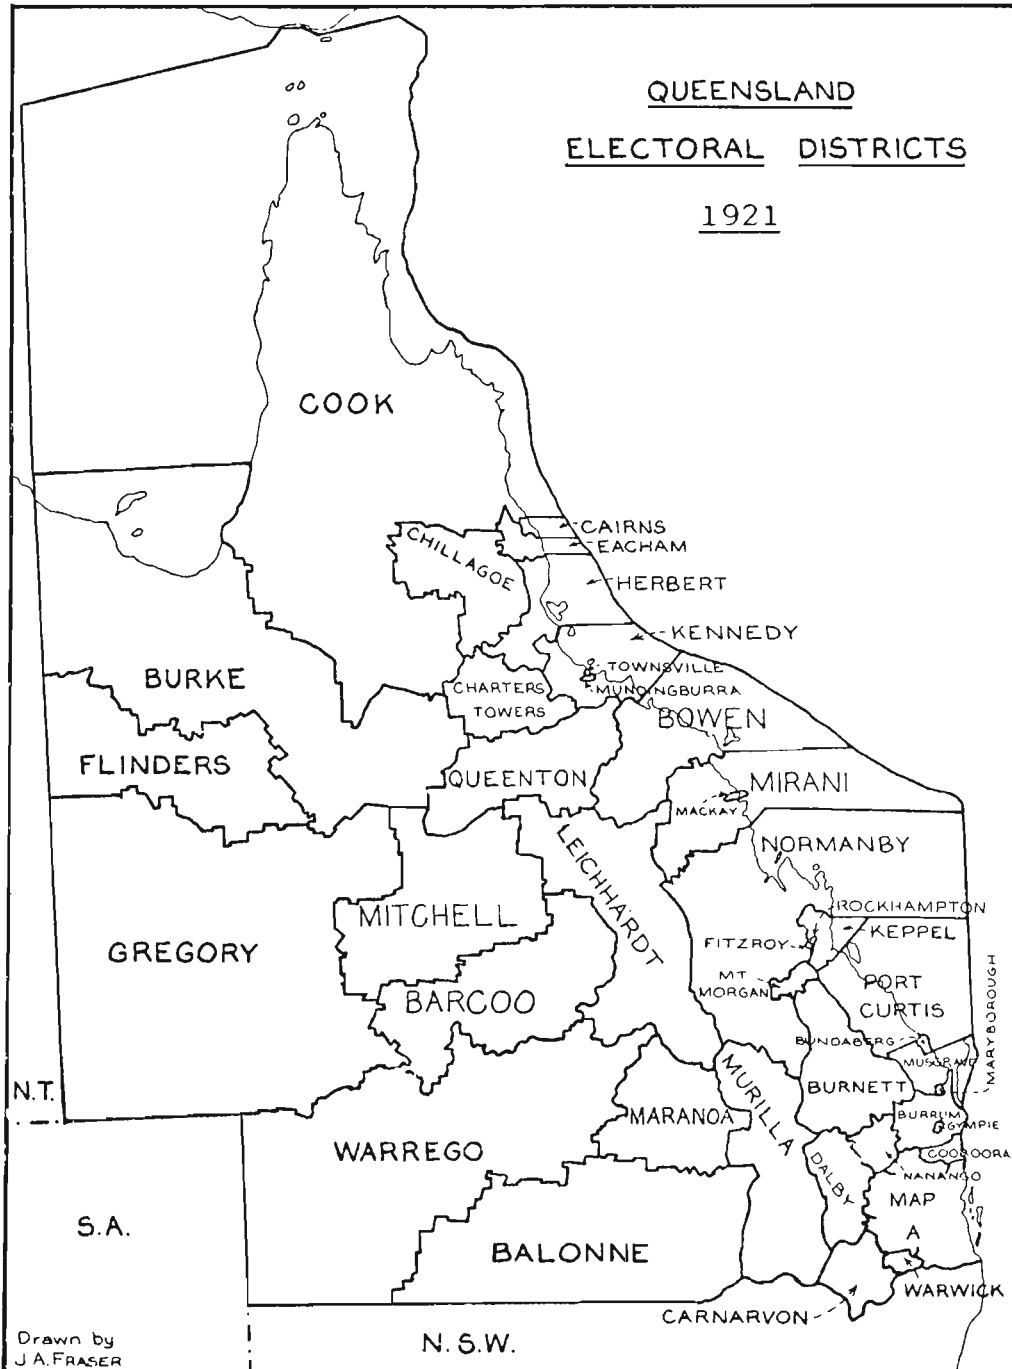 QUEENSLAND
ELECTORAL DISTRICTS
1921
COOK
CAIRNS
EACHAM
CHILLAGOE
HERBERT
KENNEDY
TOWNSVILLE
MUNDINGBURRA
BURKE
CHARTERS
TOWERS
BOWEN
FLINDERS
QUEENTON
MIRANI
MACKAY
LEICHHARDT
NORMANBY
MITCHELL
ROCKHAMPTON
GREGORY
FITZROY
KEPPEL
MT
MORGAN
PORT
CURTIS
BARCOO
MARYBOROUGH
BUNDABERG
MUSGRAVE
N.T.
MURILLA
BURNETT
MARANOA
BURRUM
GYMPIE
WARREGO
COOROORA
DALBY
NANANGO
MAP
A
S.A.
BALONNE
WARWICK
CARNARVON
Drawn by
J A. FRASER
N.S.W.